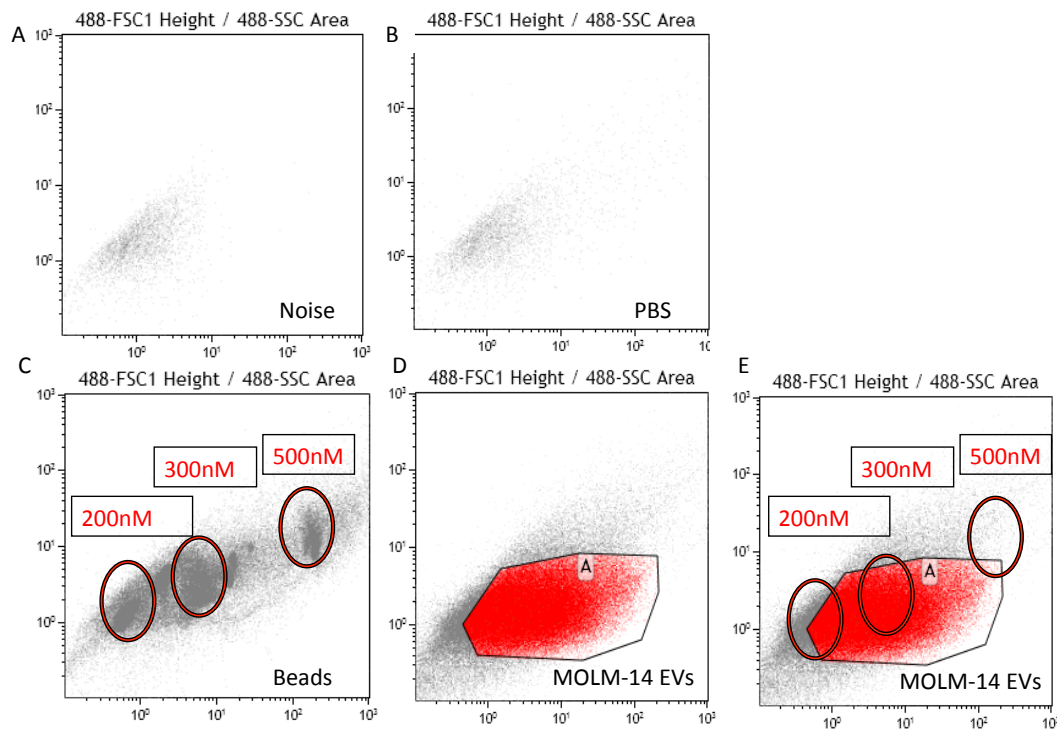 A
488-FSC1 Height / 488-SSC Area
10³
10²
10¹
10⁰
Noise
10⁰ 10¹ 10² 10³
B
488-FSC1 Height / 488-SSC Area
10³
10²
10¹
10⁰
PBS
10⁰ 10¹ 10² 10³
C
488-FSC1 Height / 488-SSC Area
10³
10²
10¹
10⁰
200nM
300nM
500nM
Beads
10⁰ 10¹ 10² 10³
D
488-FSC1 Height / 488-SSC Area
10³
10²
10¹
10⁰
A
MOLM-14 EVs
10⁰ 10¹ 10² 10³
E
488-FSC1 Height / 488-SSC Area
10³
10²
10¹
10⁰
200nM
300nM
500nM
A
MOLM-14 EVs
10⁰ 10¹ 10² 10³